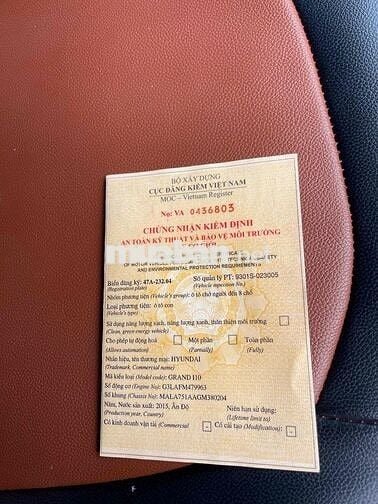 BỘ XÂY DỰNG
CỤC ĐĂNG KIỂM VIỆT NAM
MOC – Vietnam Register
No: VA 0436803
CHỨNG NHẬN KIỂM ĐỊNH
AN TOÀN KỸ THUẬT VÀ BẢO VỆ MÔI TRƯỜNG
AND ENVIRONMENTAL PROTECTION REQUIREMENTS)
Biển đăng ký: 47A-232.04 Số quản lý PT: 9301S-023005
(Registration plate) (Vehicle inspection No.)
Nhóm phương tiện (Vehicle's group): ô tô chở người đến 8 chỗ
Loại phương tiện: ô tô con
(Vehicle's type)
Sử dụng năng lượng sạch, năng lượng xanh, thân thiện môi trường
(Clean, green energy vehicle)
Cho phép tự động hoá Một phần Toàn phần
(Allows automation) (Partially) (Fully)
Nhãn hiệu, tên thương mại: HYUNDAI
(Trademark, Commercial name)
Mã kiểu loại (Model code): GRAND I10
Số động cơ (Engine No): G3LAFM479963
Số khung (Chassis No): MALA751AAGM380204
Năm, Nước sản xuất: 2015, Ấn Độ Niên hạn sử dụng:
(Production year, Country) (Lifetime limit to)
Có kinh doanh vận tải (Commercial) Có cải tạo (Modification):